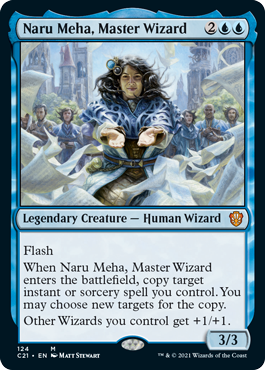 Naru Meha, Master Wizard 2
Legendary Creature — Human Wizard
Flash
When Naru Meha, Master Wizard
enters the battlefield, copy target
instant or sorcery spell you control. You
may choose new targets for the copy.
Other Wizards you control get +1/+1.
3/3
124 M
C21 • EN MATT STEWART
™ & © 2021 Wizards of the Coast